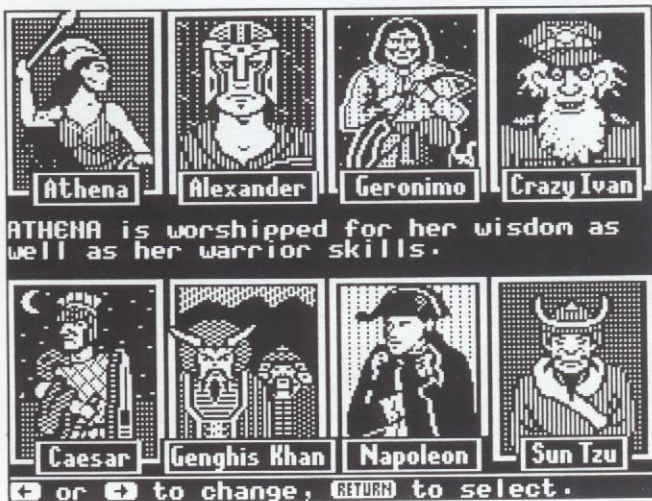 Athena Alexander Geronimo Crazy Ivan
ATHENA is worshipped for her wisdom as
well as her warrior skills.
Caesar Genghis Khan Napoleon Sun Tzu
← or → to change, RETURN to select.